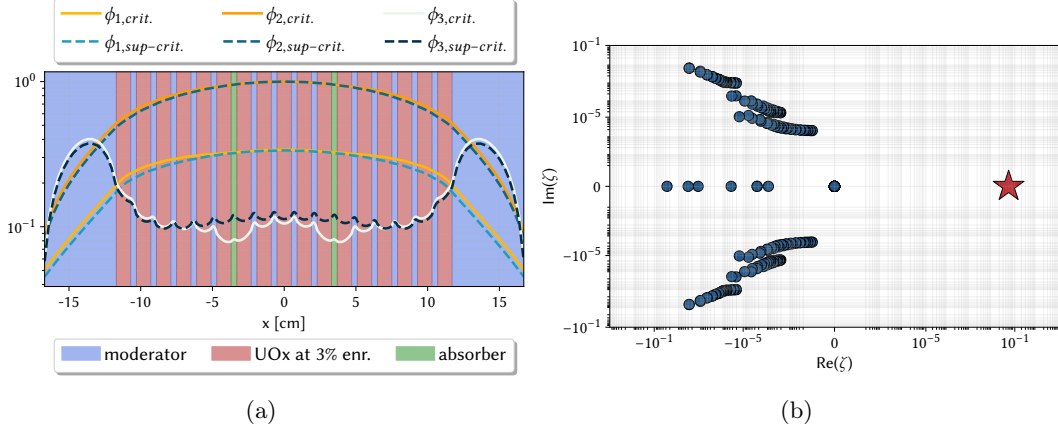 ϕ1,crit. ϕ2,crit. ϕ3,crit.
ϕ1,sup−crit. ϕ2,sup−crit. ϕ3,sup−crit.
10^0
10^−1
-15 -10 -5 0 5 10 15
x [cm]
moderator UOx at 3% enr. absorber
(a)
10^−1
10^−5
0
−10^−5
−10^−1
Im(ζ)
−10^−1 −10^−5 0 10^−5 10^−1
Re(ζ)
(b)